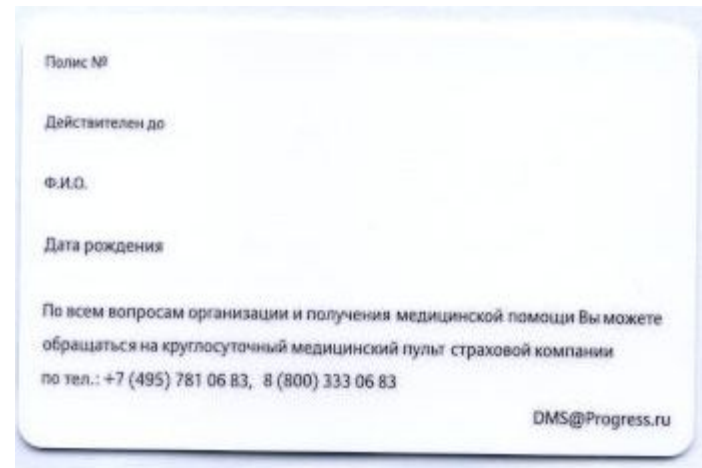 Полис №
Действителен до
Ф.И.О.
Дата рождения
По всем вопросам организации и получения медицинской помощи Вы можете
обращаться на круглосуточный медицинский пульт страховой компании
по тел.: +7 (495) 781 06 83, 8 (800) 333 06 83
DMS@Progress.ru